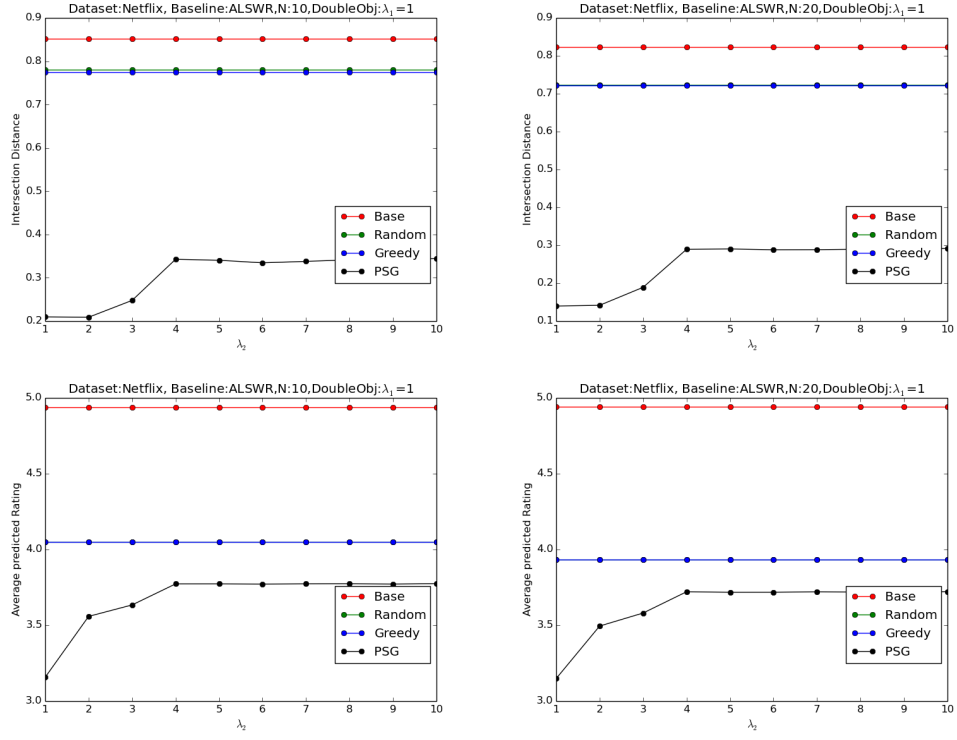 Dataset:Netflix, Baseline:ALSWR,N:10,DoubleObj:λ₁=1
Intersection Distance
0.9
0.8
0.7
0.6
0.5
0.4
0.3
0.2
Base
Random
Greedy
PSG
1 2 3 4 5 6 7 8 9 10
λ₂
Dataset:Netflix, Baseline:ALSWR,N:20,DoubleObj:λ₁=1
Intersection Distance
0.9
0.8
0.7
0.6
0.5
0.4
0.3
0.2
0.1
Base
Random
Greedy
PSG
1 2 3 4 5 6 7 8 9 10
λ₂
Dataset:Netflix, Baseline:ALSWR,N:10,DoubleObj:λ₁=1
Average predicted Rating
5.0
4.5
4.0
3.5
3.0
Base
Random
Greedy
PSG
1 2 3 4 5 6 7 8 9 10
λ₂
Dataset:Netflix, Baseline:ALSWR,N:20,DoubleObj:λ₁=1
Average predicted Rating
5.0
4.5
4.0
3.5
3.0
Base
Random
Greedy
PSG
1 2 3 4 5 6 7 8 9 10
λ₂